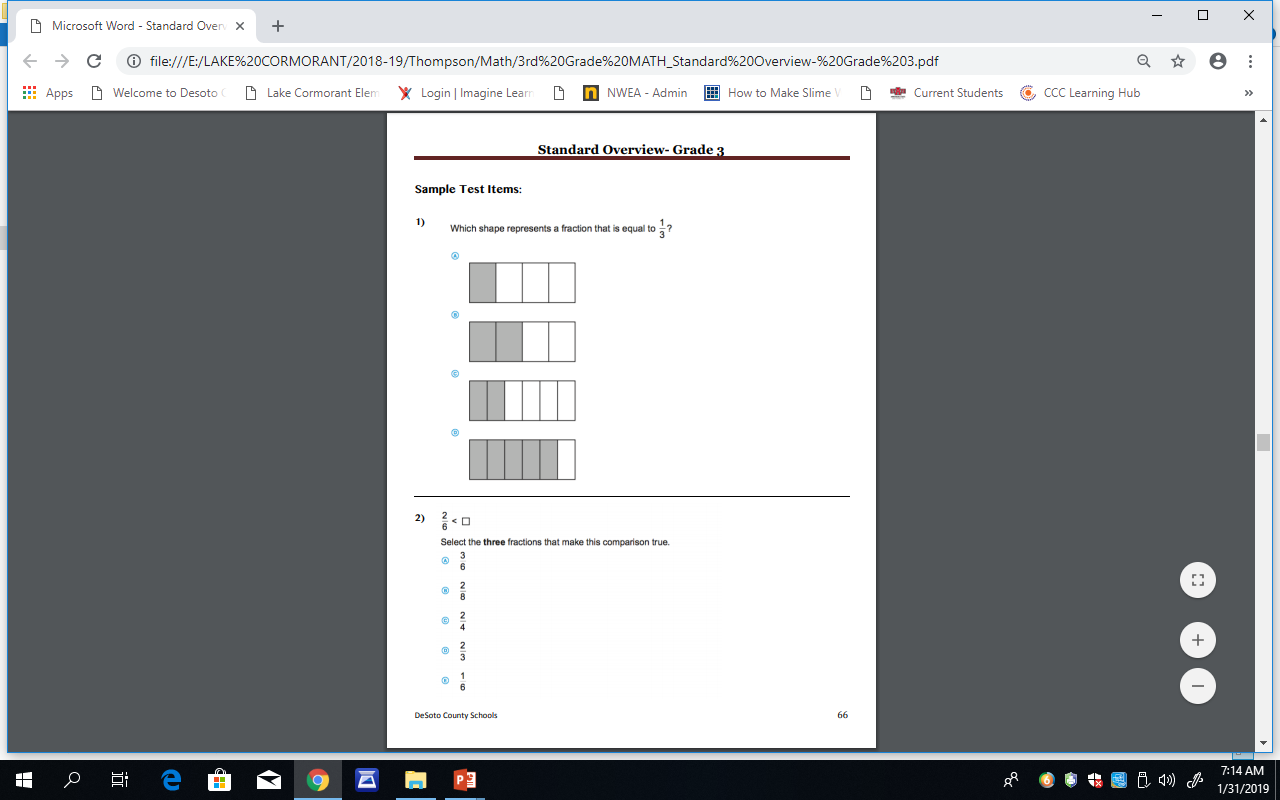 Microsoft Word - Standard Over
file:///E:/LAKE%20CORMORANT/2018-19/Thompson/Math/3rd%20Grade%20MATH_Standard%20Overview-%20Grade%203.pdf
Apps Welcome to Desoto C Lake Cormorant Elem Login | Imagine Learn NWEA - Admin How to Make Slime W Current Students CCC Learning Hub »
Standard Overview- Grade 3
Sample Test Items:
1) Which shape represents a fraction that is equal to 1/3?
A
B
C
D
2) 2/6 < □
Select the three fractions that make this comparison true.
A 3/6
B 2/8
C 2/4
D 2/3
E 1/6
DeSoto County Schools 66
7:14 AM
1/31/2019